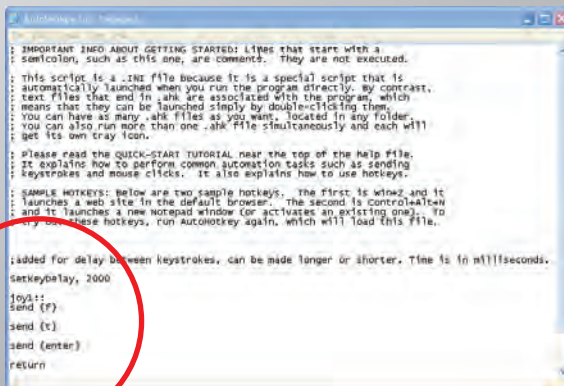 ; IMPORTANT INFO ABOUT GETTING STARTED: Lines that start with a
; semicolon, such as this one, are comments. They are not executed.
; This script is a .INI file because it is a special script that is
; automatically launched when you run the program directly. By contrast,
; text files that end in .ahk are associated with the program, which
; means that they can be launched simply by double-clicking them.
; You can have as many .ahk files as you want, located in any folder.
; You can also run more than one .ahk file simultaneously and each will
; get its own tray icon.
; Please read the QUICK-START TUTORIAL near the top of the help file.
; It explains how to perform common automation tasks such as sending
; keystrokes and mouse clicks. It also explains how to use hotkeys.
; SAMPLE HOTKEYS: Below are two sample hotkeys. The first is Win+Z and it
; launches a web site in the default browser. The second is Control+Alt+N
; and it launches a new Notepad window (or activates an existing one). To
; try out these hotkeys, run AutoHotkey again, which will load this file.
;added for delay between keystrokes, can be made longer or shorter. Time is in milliseconds.
setkeydelay, 2000
joy1::
send {f}
send {t}
send {enter}
return